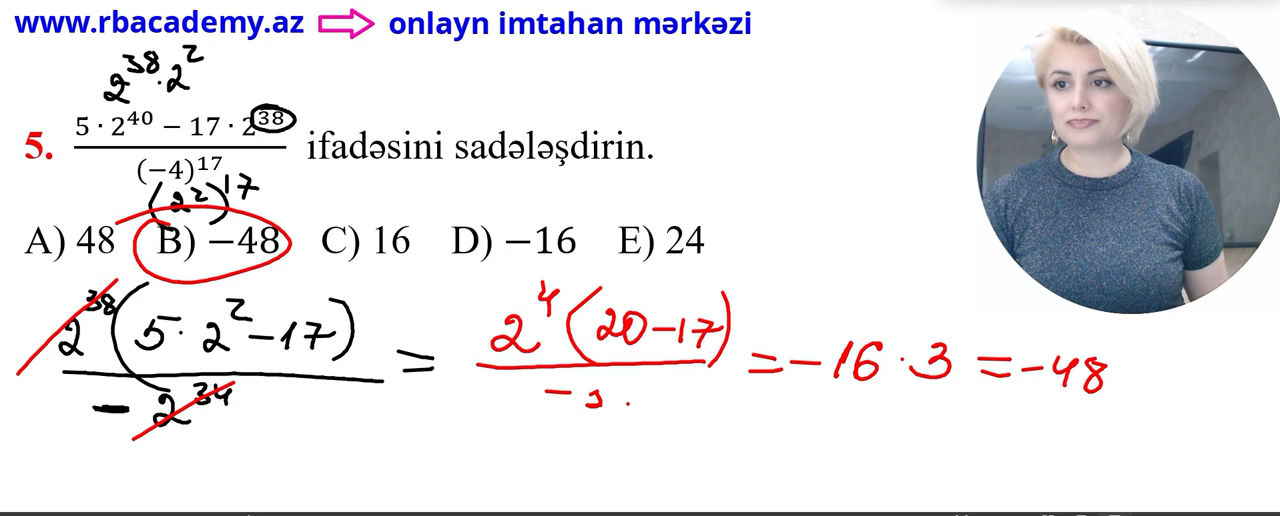 www.rbacademy.az ⇨ onlayn imtahan mərkəzi
2^38 · 2^2
5. (5 · 2^40 − 17 · 2^38) / (−4)^17 ifadəsini sadələşdirin.
(2^2)^17
A) 48 B) −48 C) 16 D) −16 E) 24
2^38 (5 · 2^2 − 17) / − 2^34 = 2^4 (20 − 17) / − = − 16 · 3 = − 48